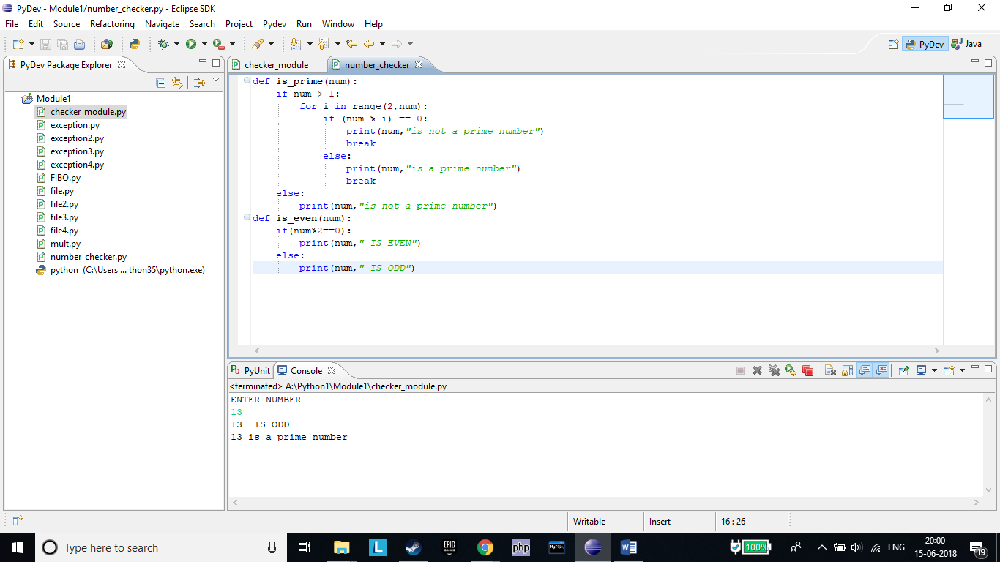 PyDev - Module1/number_checker.py - Eclipse SDK
File Edit Source Refactoring Navigate Search Project Pydev Run Window Help
PyDev Java
PyDev Package Explorer
Module1
checker_module.py
exception.py
exception2.py
exception3.py
exception4.py
FIBO.py
file.py
file2.py
file3.py
file4.py
mult.py
number_checker.py
python (C:\Users ... thon35\python.exe)
checker_module number_checker
def is_prime(num):
    if num > 1:
        for i in range(2,num):
            if (num % i) == 0:
                print(num,"is not a prime number")
                break
            else:
                print(num,"is a prime number")
                break
    else:
        print(num,"is not a prime number")
def is_even(num):
    if(num%2==0):
        print(num," IS EVEN")
    else:
        print(num," IS ODD")
PyUnit Console
<terminated> A:\Python1\Module1\checker_module.py
ENTER NUMBER
13
13  IS ODD
13 is a prime number
Writable Insert 16 : 26
Type here to search
L
EPIC GAMES
php
MySQL
W
100%
ENG
20:00
15-06-2018
19